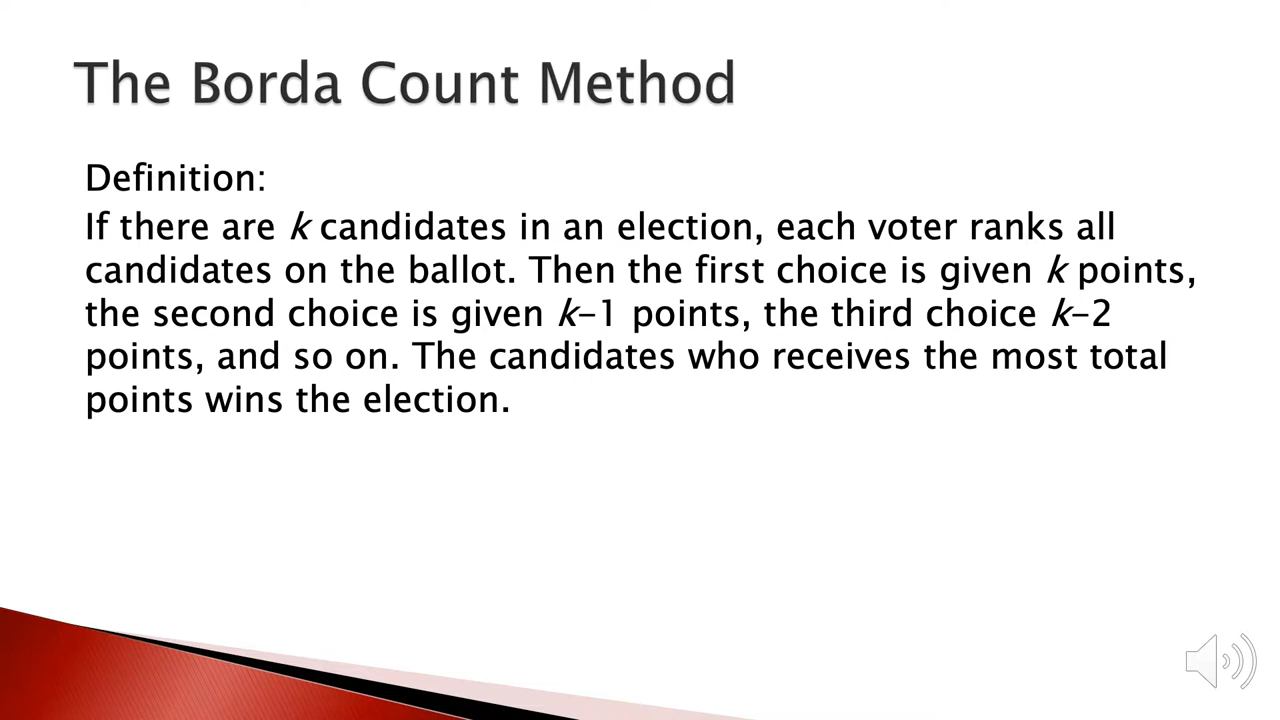 The Borda Count Method
Definition:
If there are k candidates in an election, each voter ranks all
candidates on the ballot. Then the first choice is given k points,
the second choice is given k-1 points, the third choice k-2
points, and so on. The candidates who receives the most total
points wins the election.